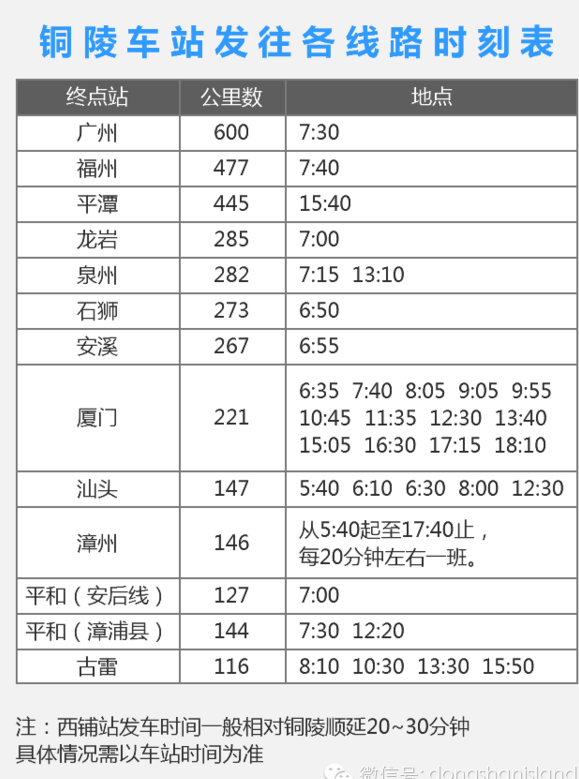 铜陵车站发往各线路时刻表
终点站 公里数 地点
广州 600 7:30
福州 477 7:40
平潭 445 15:40
龙岩 285 7:00
泉州 282 7:15 13:10
石狮 273 6:50
安溪 267 6:55
厦门 221 6:35 7:40 8:05 9:05 9:55
10:45 11:35 12:30 13:40
15:05 16:30 17:15 18:10
汕头 147 5:40 6:10 6:30 8:00 12:30
漳州 146 从5:40起至17:40止，
每20分钟左右一班。
平和（安后线） 127 7:00
平和（漳浦县） 144 7:30 12:20
古雷 116 8:10 10:30 13:30 15:50
注：西铺站发车时间一般相对铜陵顺延20~30分钟
具体情况需以车站时间为准
微信号: dongshanisland